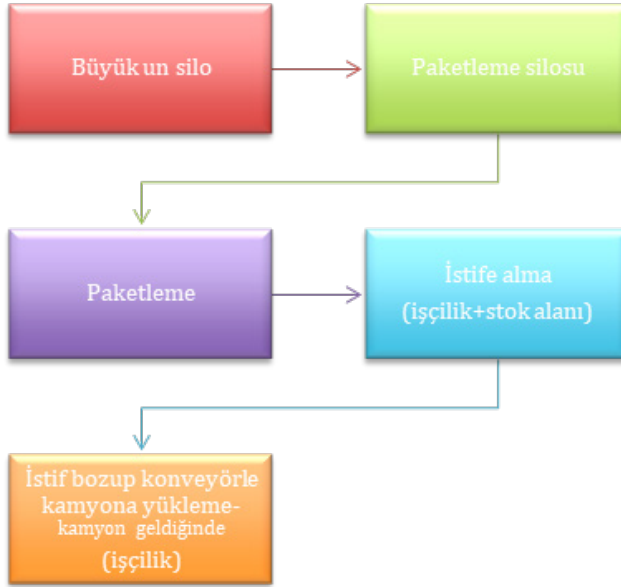 Büyük un silo
Paketleme silosu
Paketleme
İstife alma
(işçilik+stok alanı)
İstif bozup konveyörle
kamyona yükleme-
kamyon geldiğinde
(işçilik)